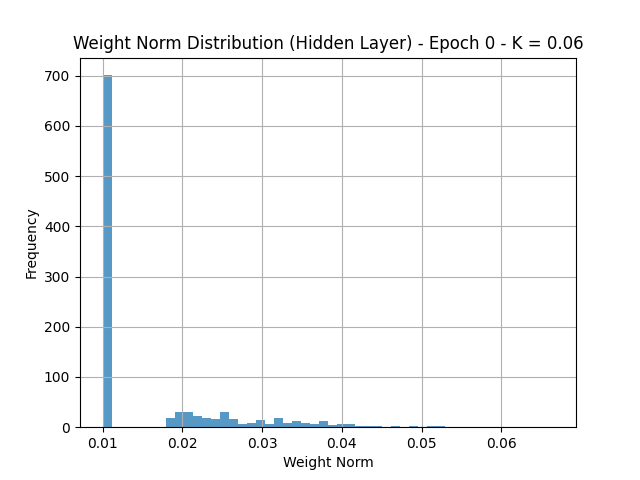 Weight Norm Distribution (Hidden Layer) - Epoch 0 - K = 0.06
700
600
500
400
300
200
100
0
Frequency
0.01 0.02 0.03 0.04 0.05 0.06
Weight Norm